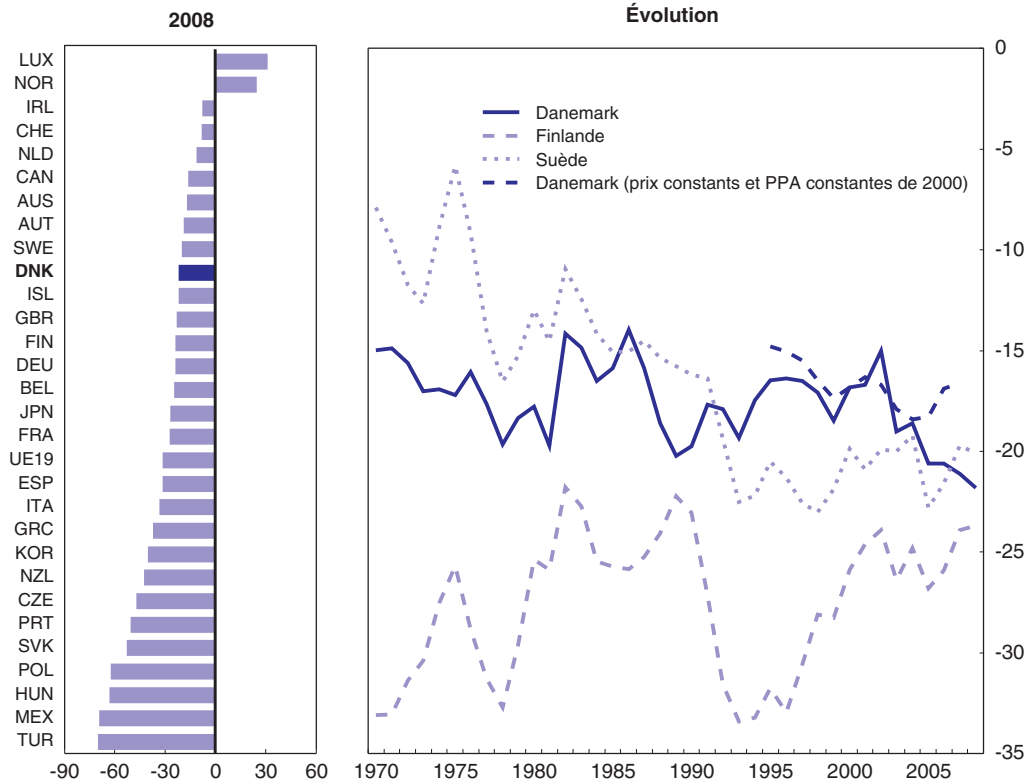 2008
LUX
NOR
IRL
CHE
NLD
CAN
AUS
AUT
SWE
DNK
ISL
GBR
FIN
DEU
BEL
JPN
FRA
UE19
ESP
ITA
GRC
KOR
NZL
CZE
PRT
SVK
POL
HUN
MEX
TUR
-90 -60 -30 0 30 60
Évolution
Danemark
Finlande
Suède
Danemark (prix constants et PPA constantes de 2000)
0
-5
-10
-15
-20
-25
-30
-35
1970 1975 1980 1985 1990 1995 2000 2005